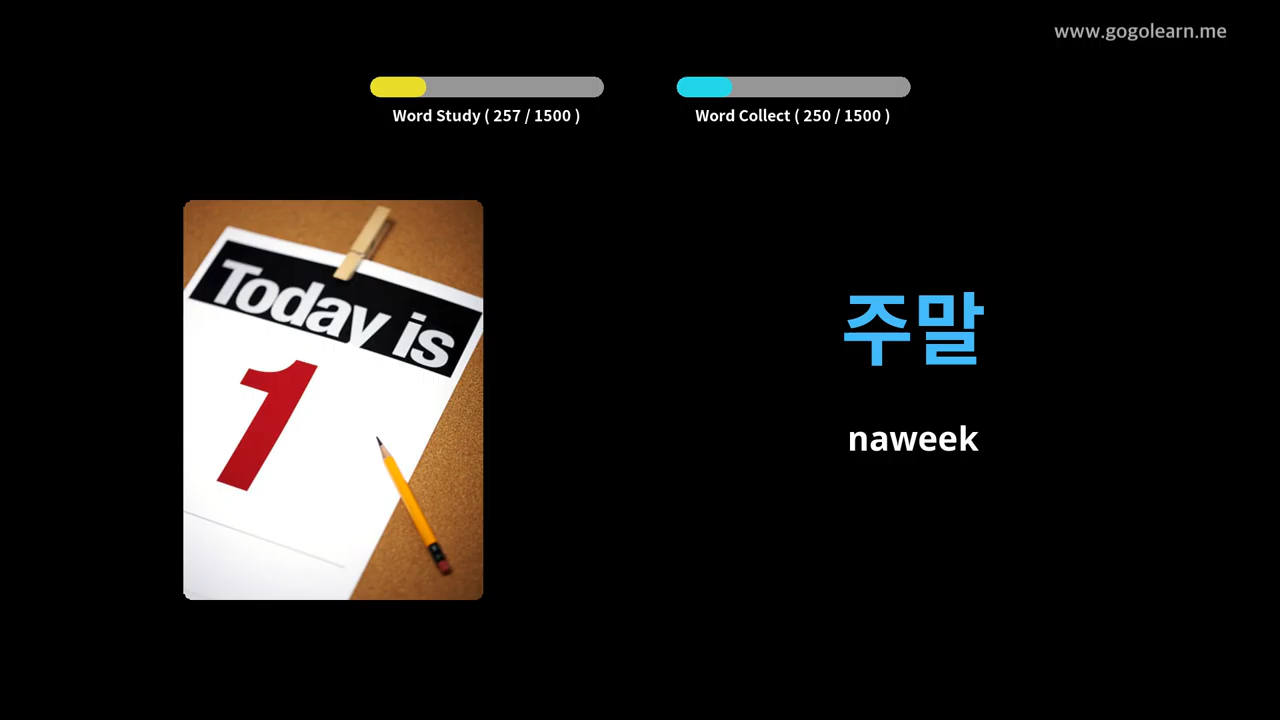 www.gogolearn.me
Word Study ( 257 / 1500 )
Word Collect ( 250 / 1500 )
Today is
1
주말
naweek